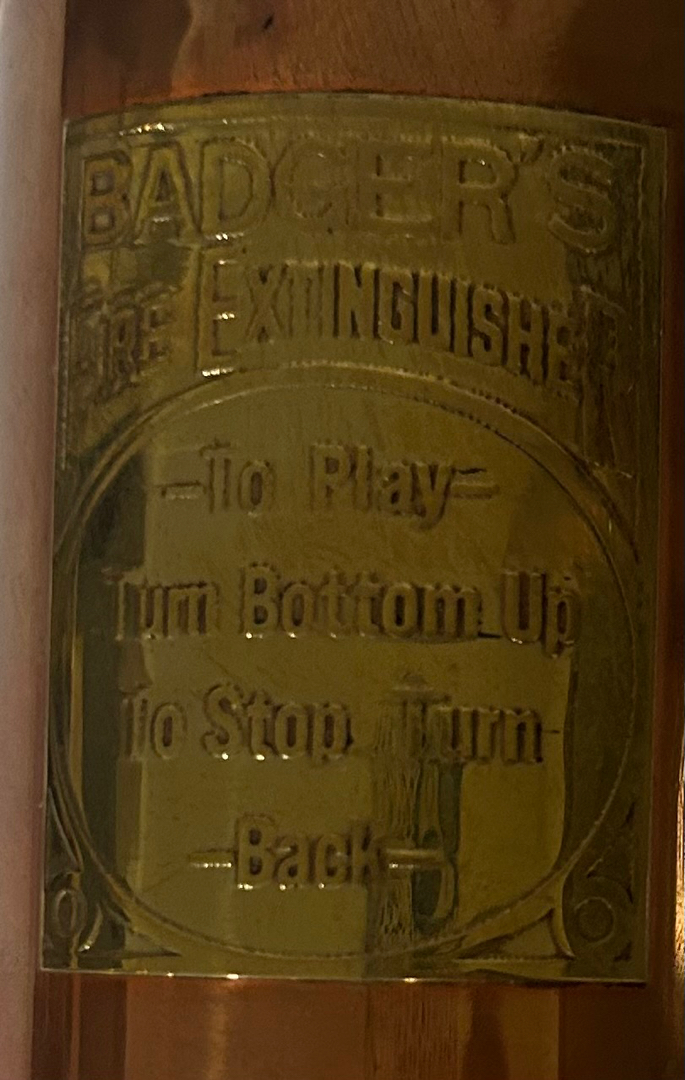 BADGER'S
FIRE EXTINGUISHER
-To Play-
Turn Bottom Up
To Stop Turn
-Back-